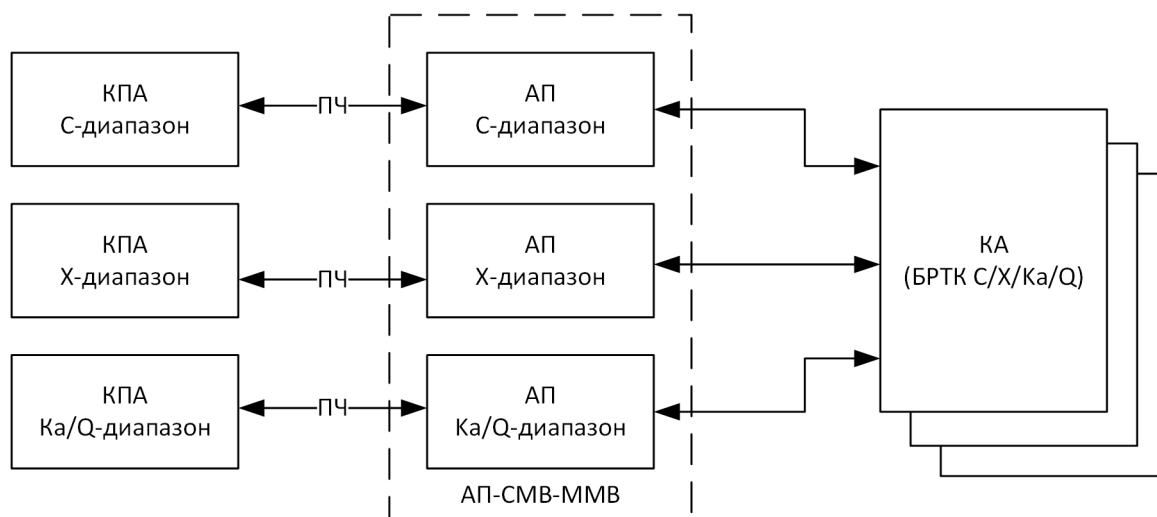 КПА
С-диапазон
ПЧ
АП
С-диапазон
КПА
Х-диапазон
ПЧ
АП
Х-диапазон
КА
(БРТК С/Х/Ка/Q)
КПА
Ка/Q-диапазон
ПЧ
АП
Ка/Q-диапазон
АП-СМВ-ММВ